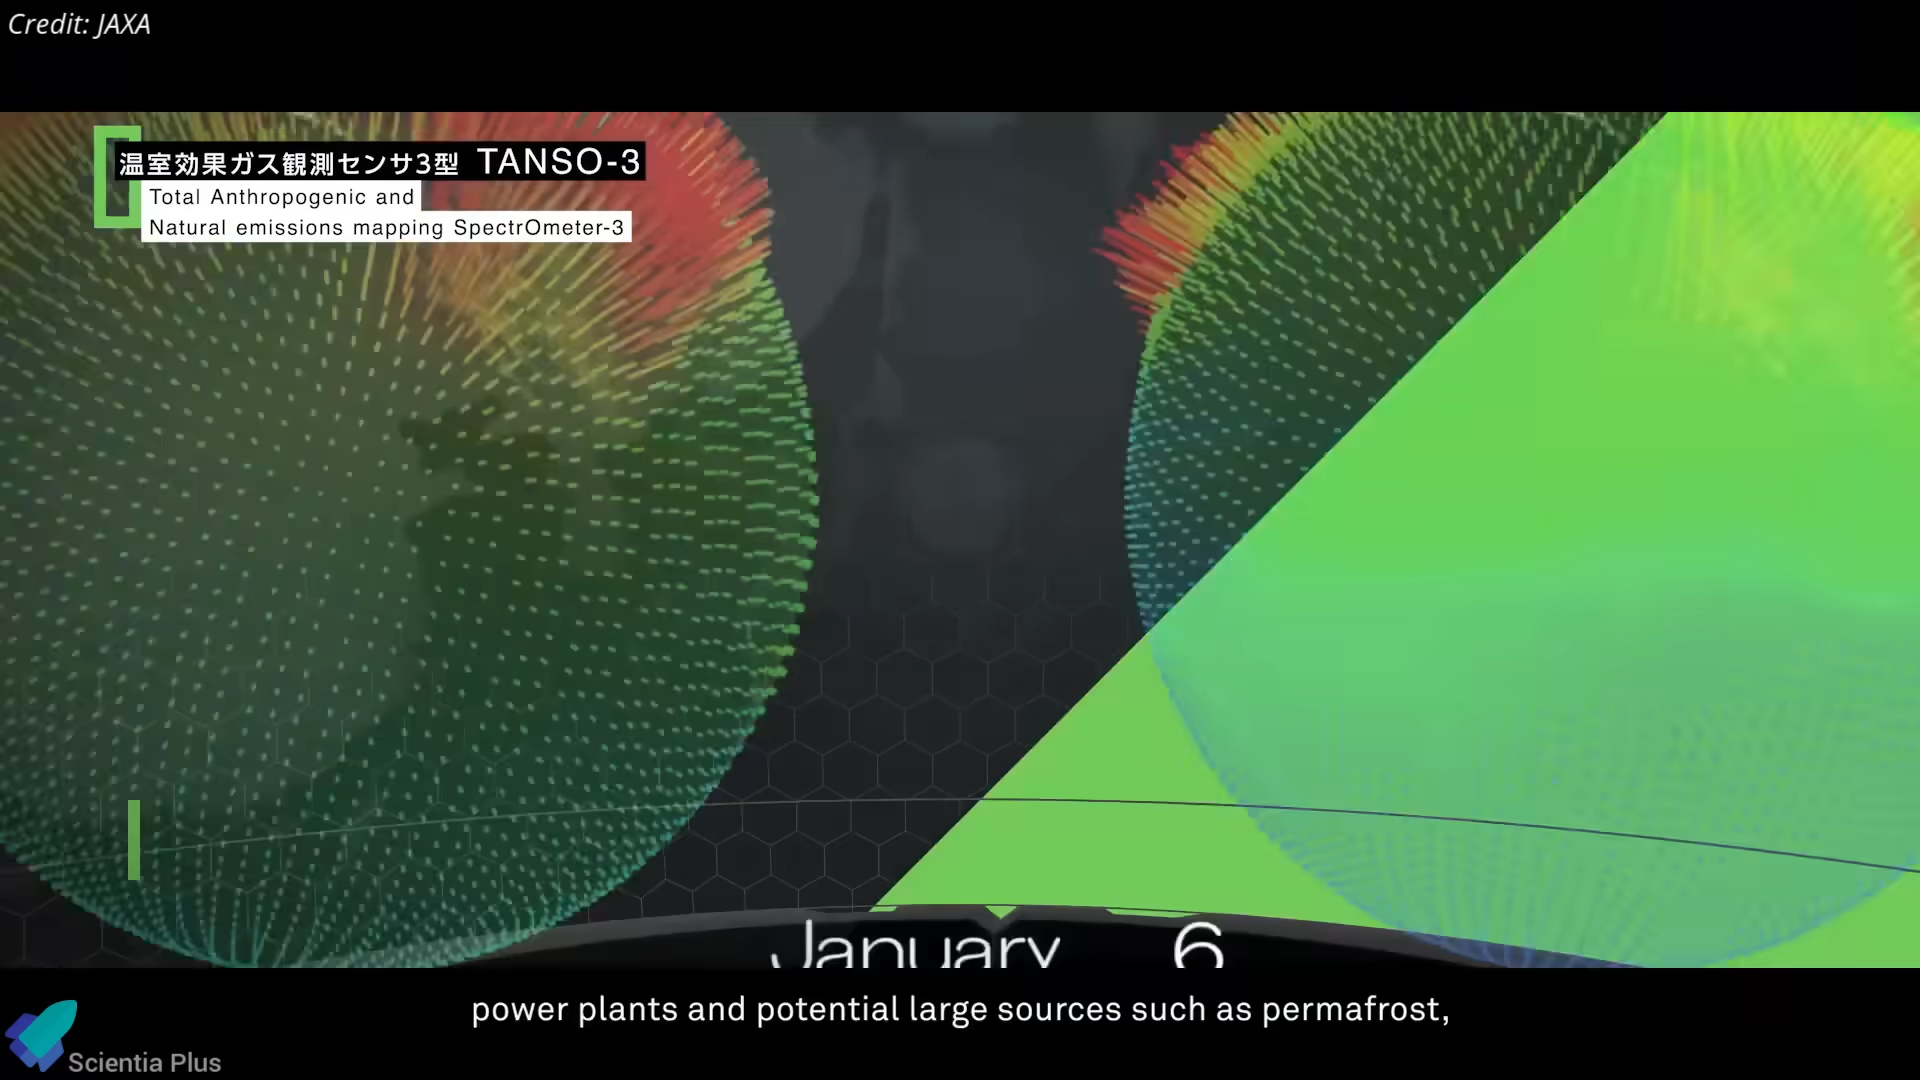 Credit: JAXA
温室効果ガス観測センサ3型 TANSO-3
Total Anthropogenic and
Natural emissions mapping SpectrOmeter-3
January 6
power plants and potential large sources such as permafrost,
Scientia Plus